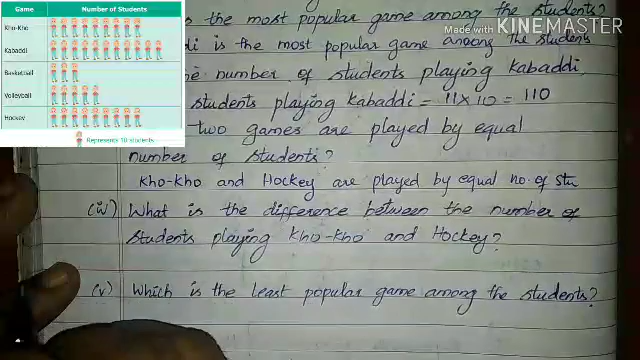 Game Number of Students
Kho-Kho
Kabaddi
Basketball
Volleyball
Hockey
Represents 10 students
Made with KINEMASTER
s the most popular game among the students?
di is the most popular game among the students
e number of students playing kabaddi.
students playing kabaddi = 11 x 10 = 110
two games are played by equal
number of students?
Kho-kho and Hockey are played by equal no. of stu
(iv) What is the difference between the number of
students playing kho-kho and Hockey?
(v) Which is the least popular game among the students?